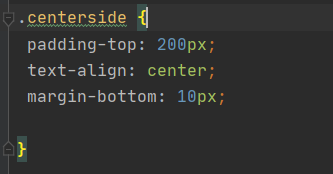 .centerside {
padding-top: 200px;
text-align: center;
margin-bottom: 10px;
}